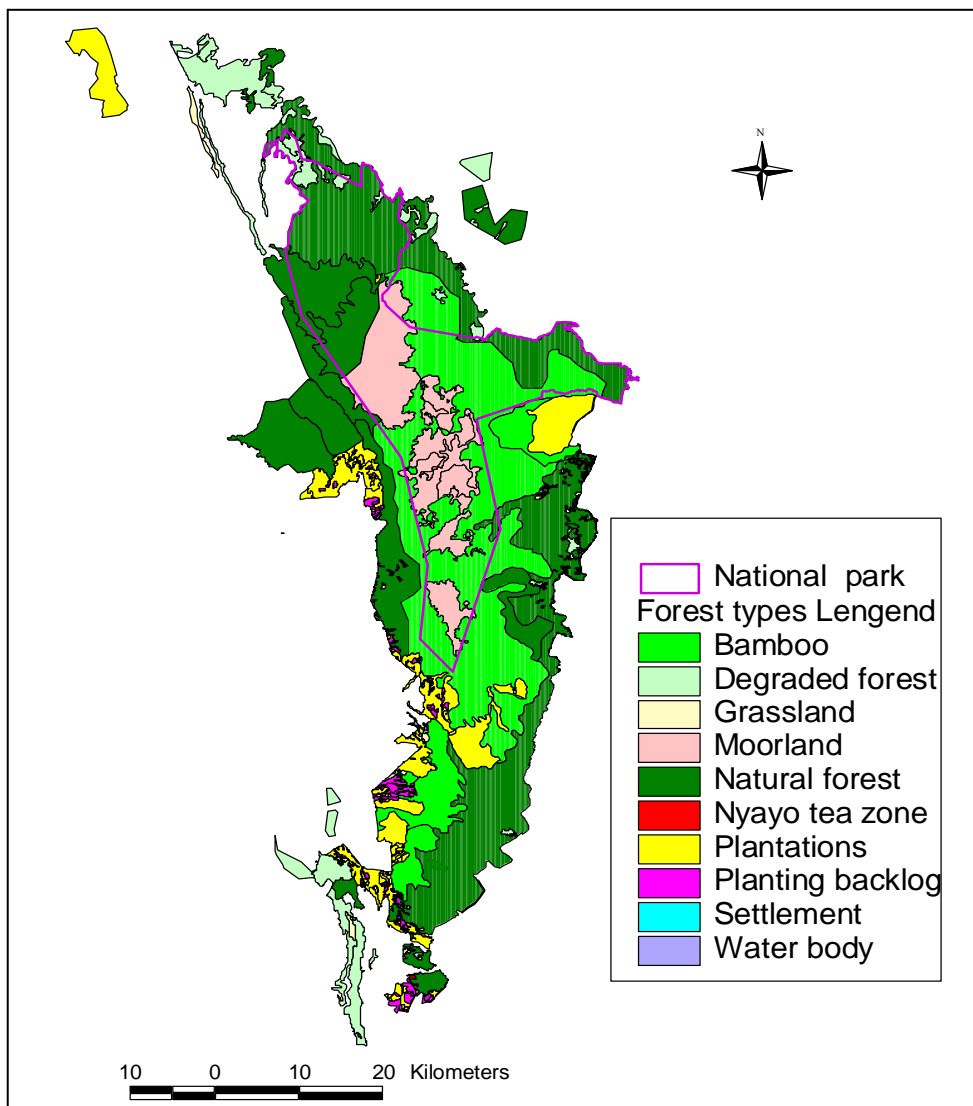 N
National park
Forest types Lengend
Bamboo
Degraded forest
Grassland
Moorland
Natural forest
Nyayo tea zone
Plantations
Planting backlog
Settlement
Water body
10 0 10 20 Kilometers